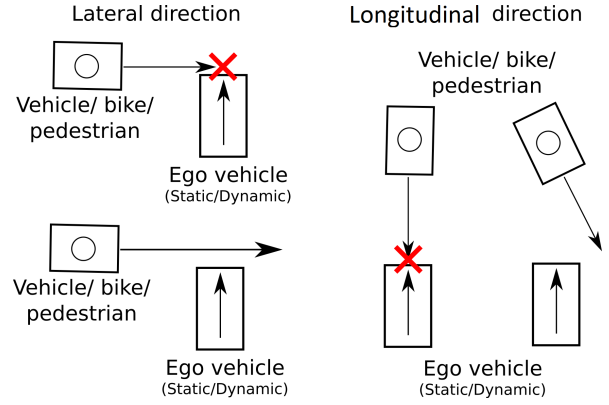 Lateral direction
Vehicle/ bike/
pedestrian
Ego vehicle
(Static/Dynamic)
Vehicle/ bike/
pedestrian
Ego vehicle
(Static/Dynamic)
Longitudinal direction
Vehicle/ bike/
pedestrian
Ego vehicle
(Static/Dynamic)